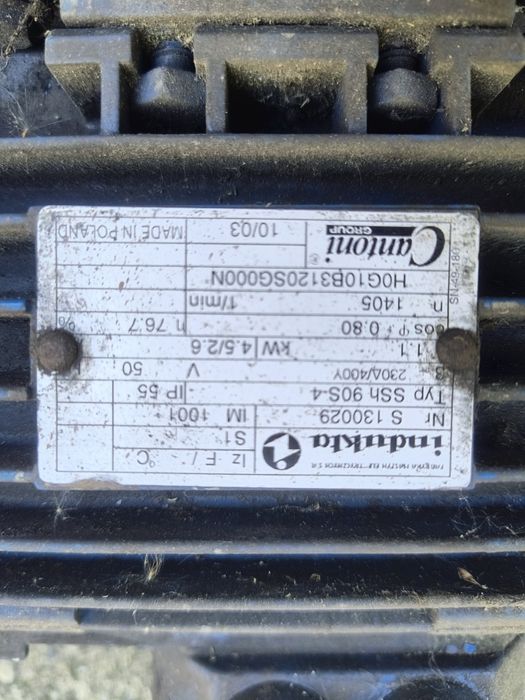 indukta
FABRYKA MASZYN ELEKTRYCZNYCH S.A.
Iz-F/ °C
S1
Nr S 130029 IM 1001
Typ SSh 90S-4 IP 55
3 230Δ/400Y V 50
1.1 kW 4.5/2.6
cosφ 0.80 h 76.7 %
n 1405 1/min
H0G10B3120SG000N
Cantoni
GROUP
10/03 MADE IN POLAND